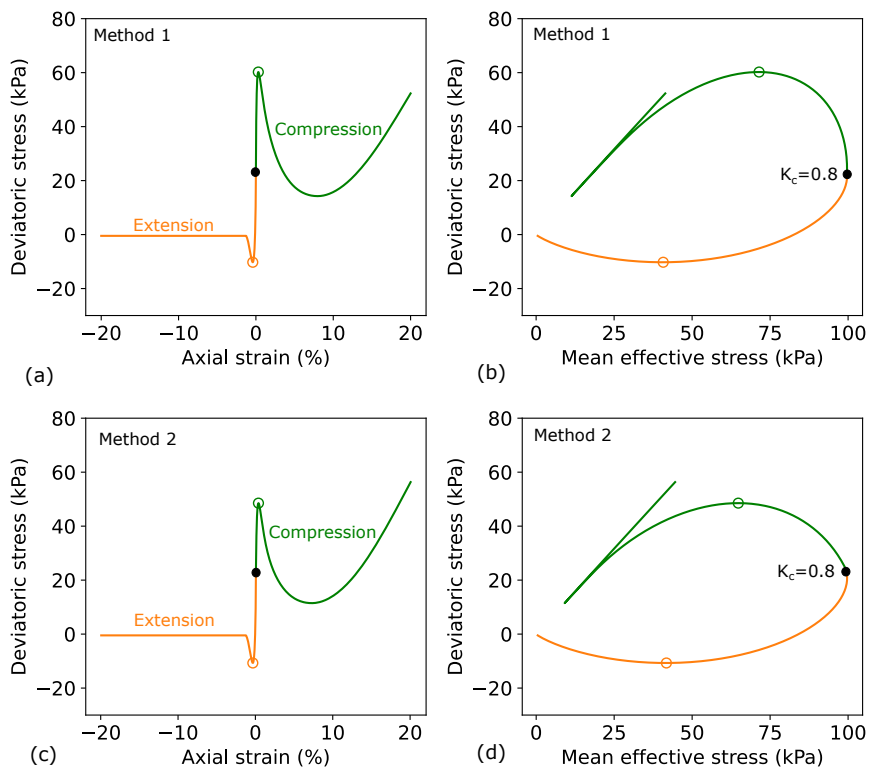 Method 1
Compression
Extension
80
60
40
20
0
−20
−20
−10
0
10
20
Deviatoric stress (kPa)
Axial strain (%)
(a)
Method 1
K_c=0.8
80
60
40
20
0
−20
0
25
50
75
100
Deviatoric stress (kPa)
Mean effective stress (kPa)
(b)
Method 2
Compression
Extension
80
60
40
20
0
−20
−20
−10
0
10
20
Deviatoric stress (kPa)
Axial strain (%)
(c)
Method 2
K_c=0.8
80
60
40
20
0
−20
0
25
50
75
100
Deviatoric stress (kPa)
Mean effective stress (kPa)
(d)